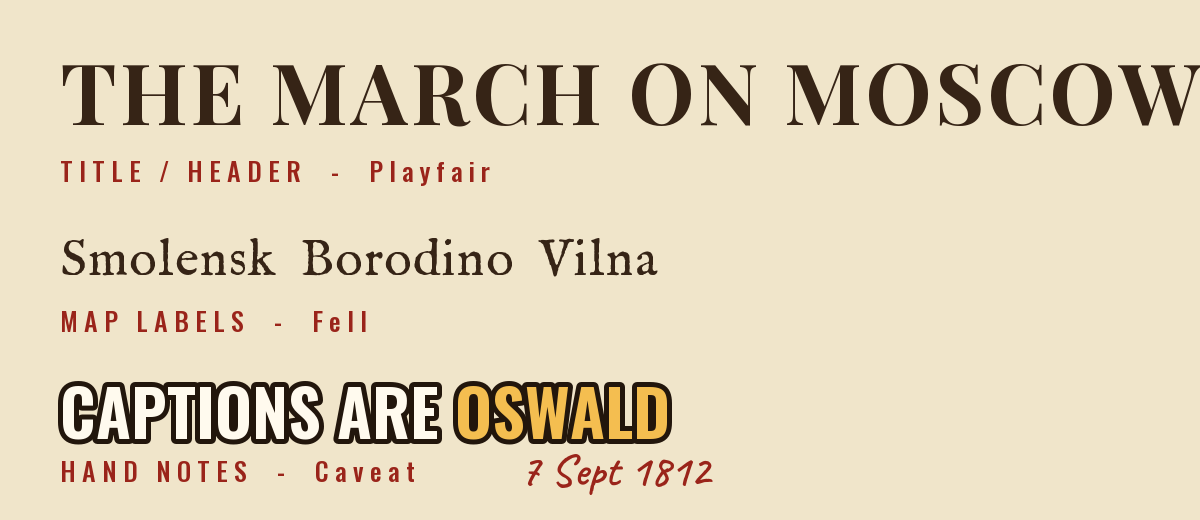 THE MARCH ON MOSCOW
TITLE / HEADER - Playfair
Smolensk Borodino Vilna
MAP LABELS - Fell
CAPTIONS ARE OSWALD
HAND NOTES - Caveat 7 Sept 1812